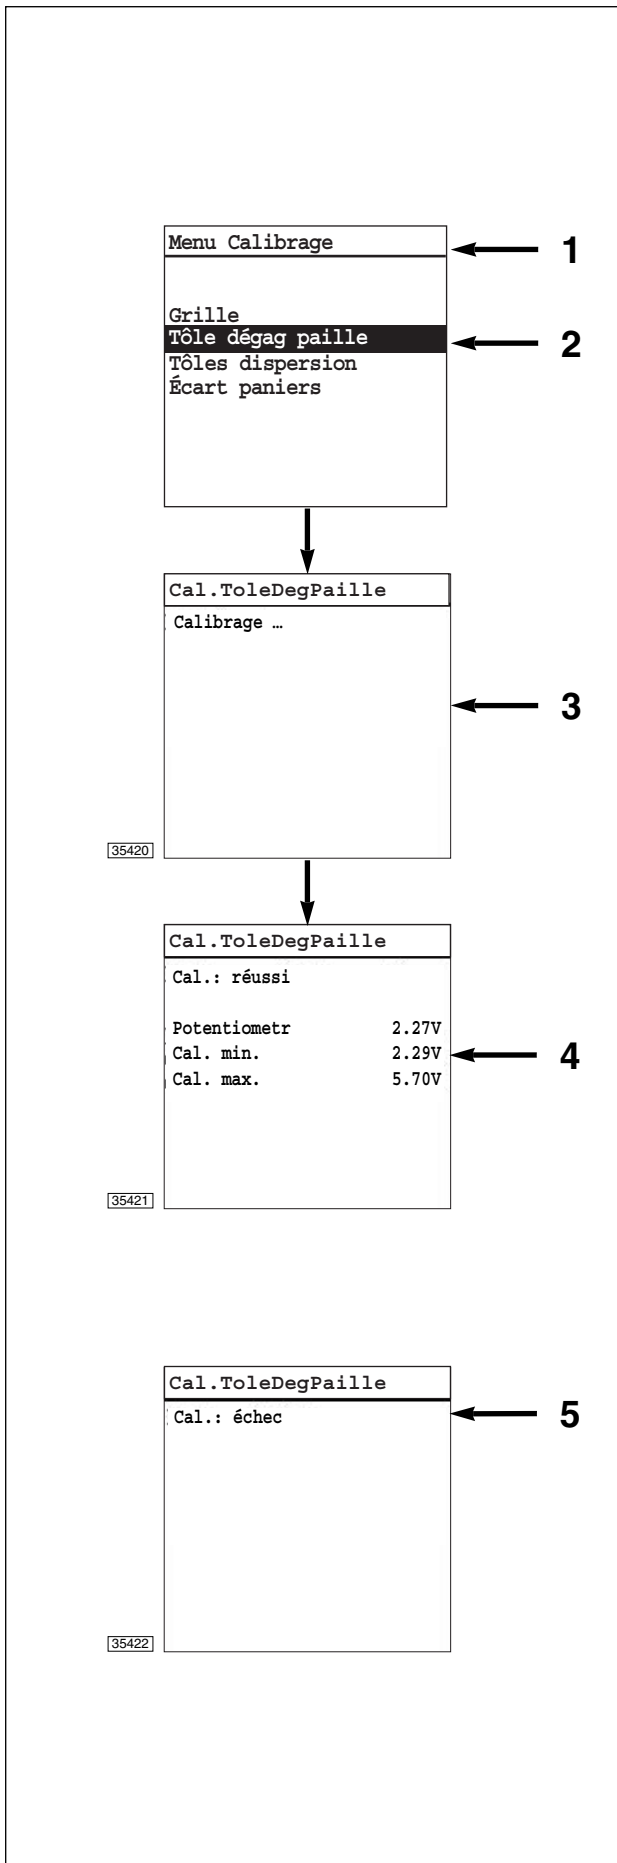 Menu Calibrage
1
Grille
Tôle dégag paille
2
Tôles dispersion
Écart paniers
Cal.ToleDegPaille
Calibrage …
3
35420
Cal.ToleDegPaille
Cal.: réussi
Potentiometr 2.27V
Cal. min. 2.29V
4
Cal. max. 5.70V
35421
Cal.ToleDegPaille
Cal.: échec
5
35422